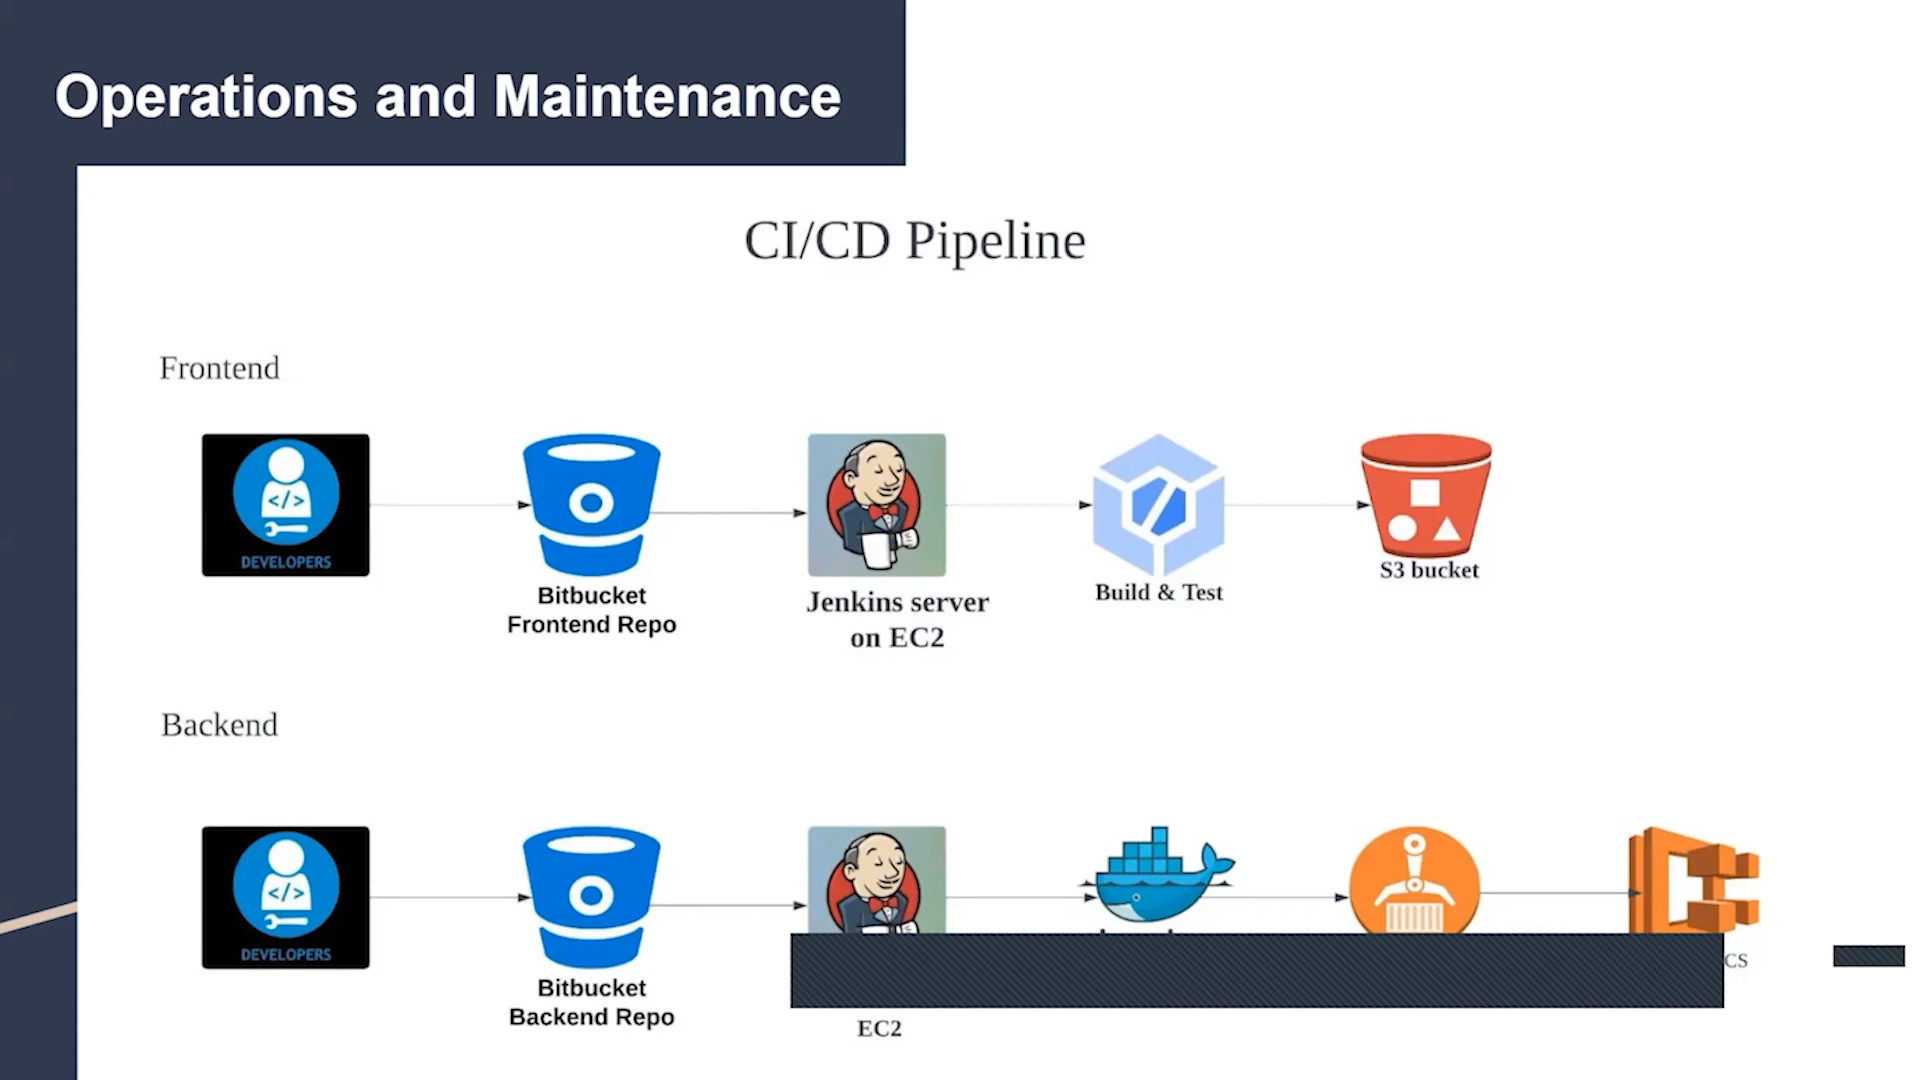 Operations and Maintenance
CI/CD Pipeline
Frontend
</>
DEVELOPERS
Bitbucket
Frontend Repo
Jenkins server
on EC2
Build & Test
S3 bucket
Backend
</>
DEVELOPERS
Bitbucket
Backend Repo
EC2
CS